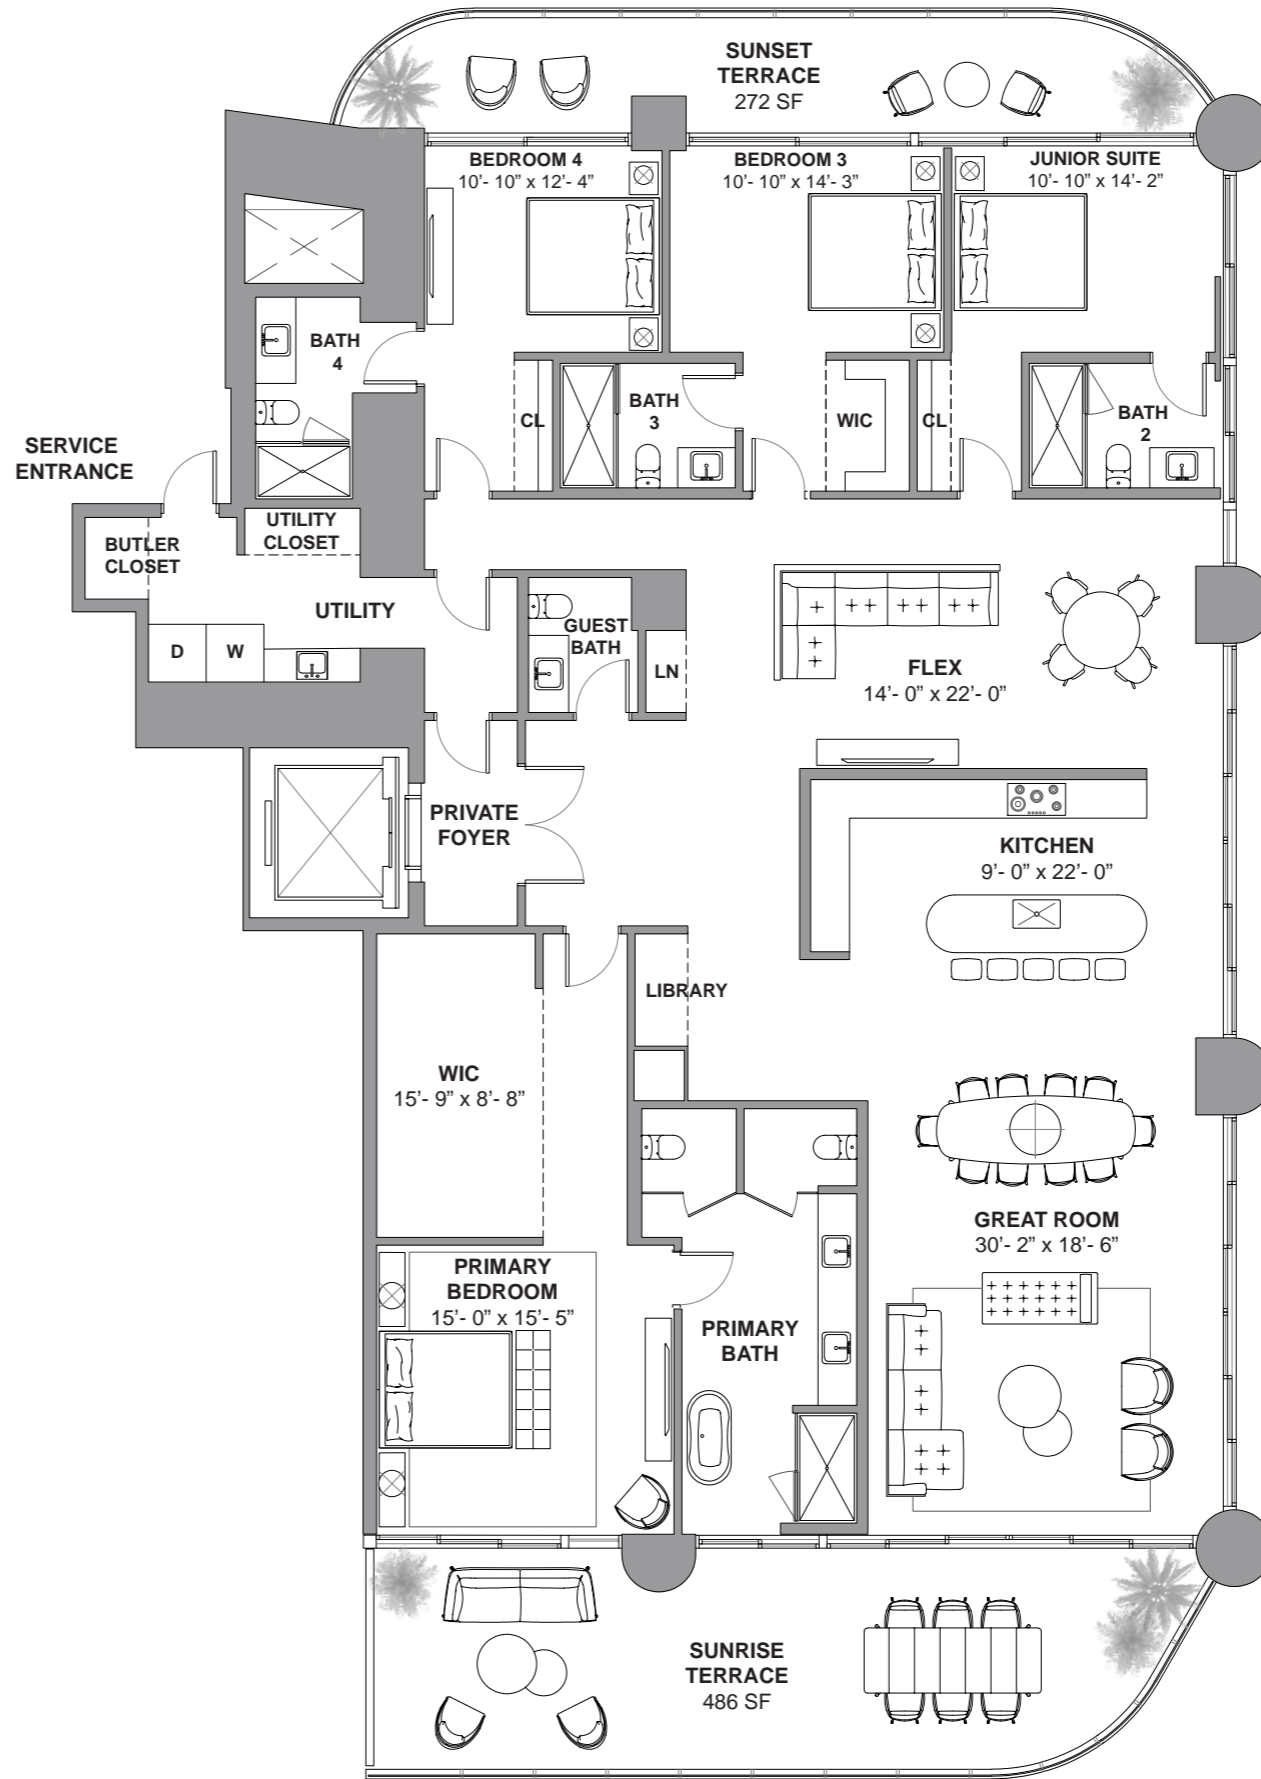 SUNSET
TERRACE
272 SF
BEDROOM 4
10'- 10” x 12'- 4”
BEDROOM 3
10'- 10” x 14'- 3”
JUNIOR SUITE
10'- 10” x 14'- 2”
BATH
4
CL
BATH
3
WIC
CL
BATH
2
SERVICE
ENTRANCE
BUTLER
CLOSET
UTILITY
CLOSET
UTILITY
D
W
GUEST
BATH
LN
FLEX
14'- 0” x 22'- 0”
PRIVATE
FOYER
KITCHEN
9'- 0” x 22'- 0”
LIBRARY
WIC
15'- 9” x 8'- 8”
GREAT ROOM
30'- 2” x 18'- 6”
PRIMARY
BEDROOM
15'- 0” x 15'- 5”
PRIMARY
BATH
SUNRISE
TERRACE
486 SF